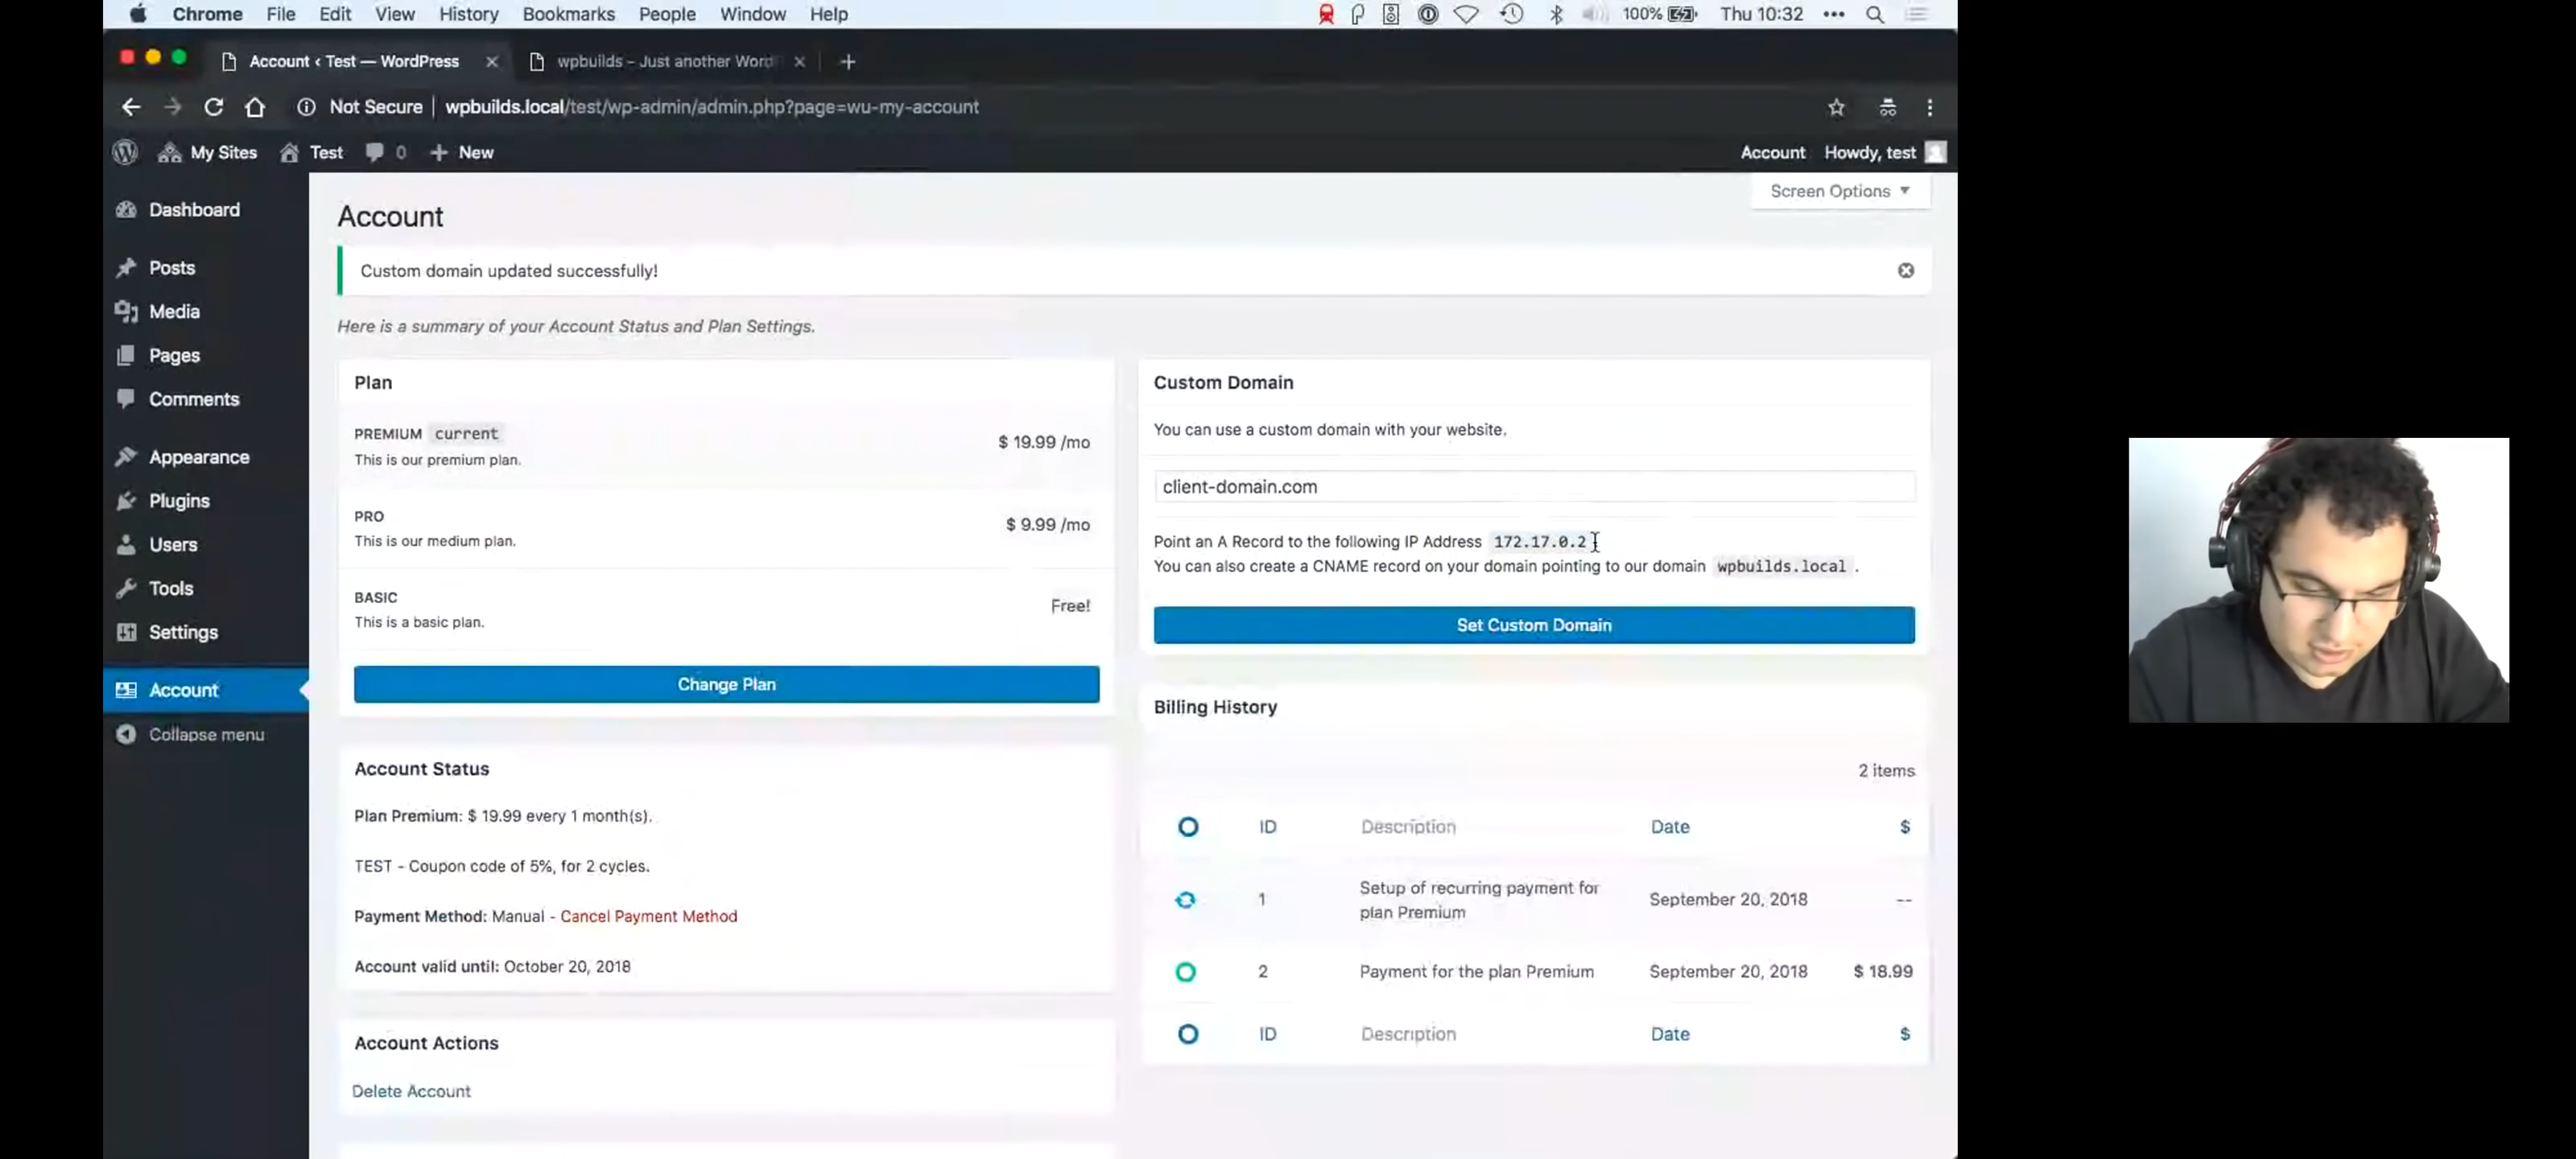 Chrome File Edit View History Bookmarks People Window Help 100% Thu 10:32
Account ‹ Test — WordPress wpbuilds – Just another Word
Not Secure | wpbuilds.local/test/wp-admin/admin.php?page=wu-my-account
My Sites Test 0 New Account Howdy, test
Screen Options
Dashboard
Posts
Media
Pages
Comments
Appearance
Plugins
Users
Tools
Settings
Account
Collapse menu
Account
Custom domain updated successfully!
Here is a summary of your Account Status and Plan Settings.
Plan
PREMIUM current
$ 19.99 /mo
This is our premium plan.
PRO
$ 9.99 /mo
This is our medium plan.
BASIC
Free!
This is a basic plan.
Change Plan
Account Status
Plan Premium: $ 19.99 every 1 month(s).
TEST - Coupon code of 5%, for 2 cycles.
Payment Method: Manual - Cancel Payment Method
Account valid until: October 20, 2018
Account Actions
Delete Account
Custom Domain
You can use a custom domain with your website.
client-domain.com
Point an A Record to the following IP Address 172.17.0.2
You can also create a CNAME record on your domain pointing to our domain wpbuilds.local .
Set Custom Domain
Billing History
2 items
ID Description Date $
1 Setup of recurring payment for September 20, 2018 --
plan Premium
2 Payment for the plan Premium September 20, 2018 $ 18.99
ID Description Date $